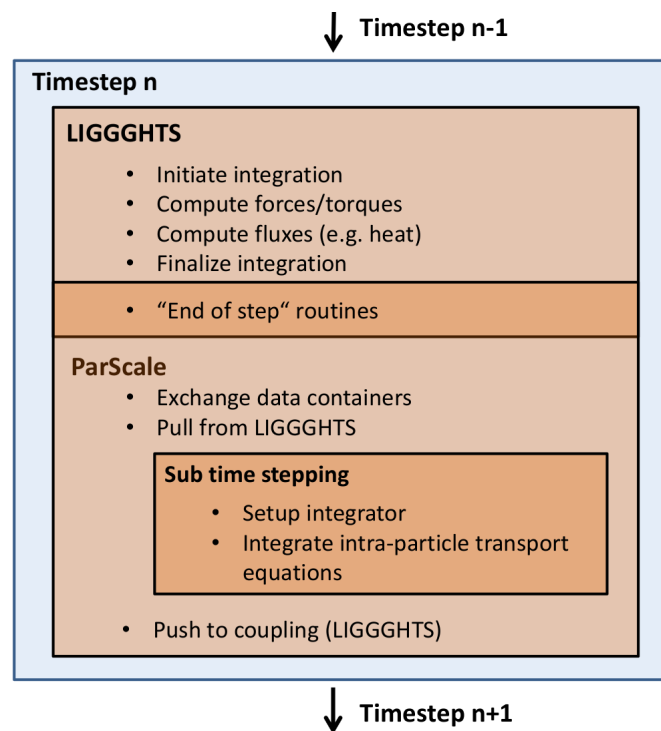 Timestep n-1
Timestep n
LIGGGHTS
• Initiate integration
• Compute forces/torques
• Compute fluxes (e.g. heat)
• Finalize integration
• “End of step“ routines
ParScale
• Exchange data containers
• Pull from LIGGGHTS
Sub time stepping
• Setup integrator
• Integrate intra-particle transport
equations
• Push to coupling (LIGGGHTS)
Timestep n+1